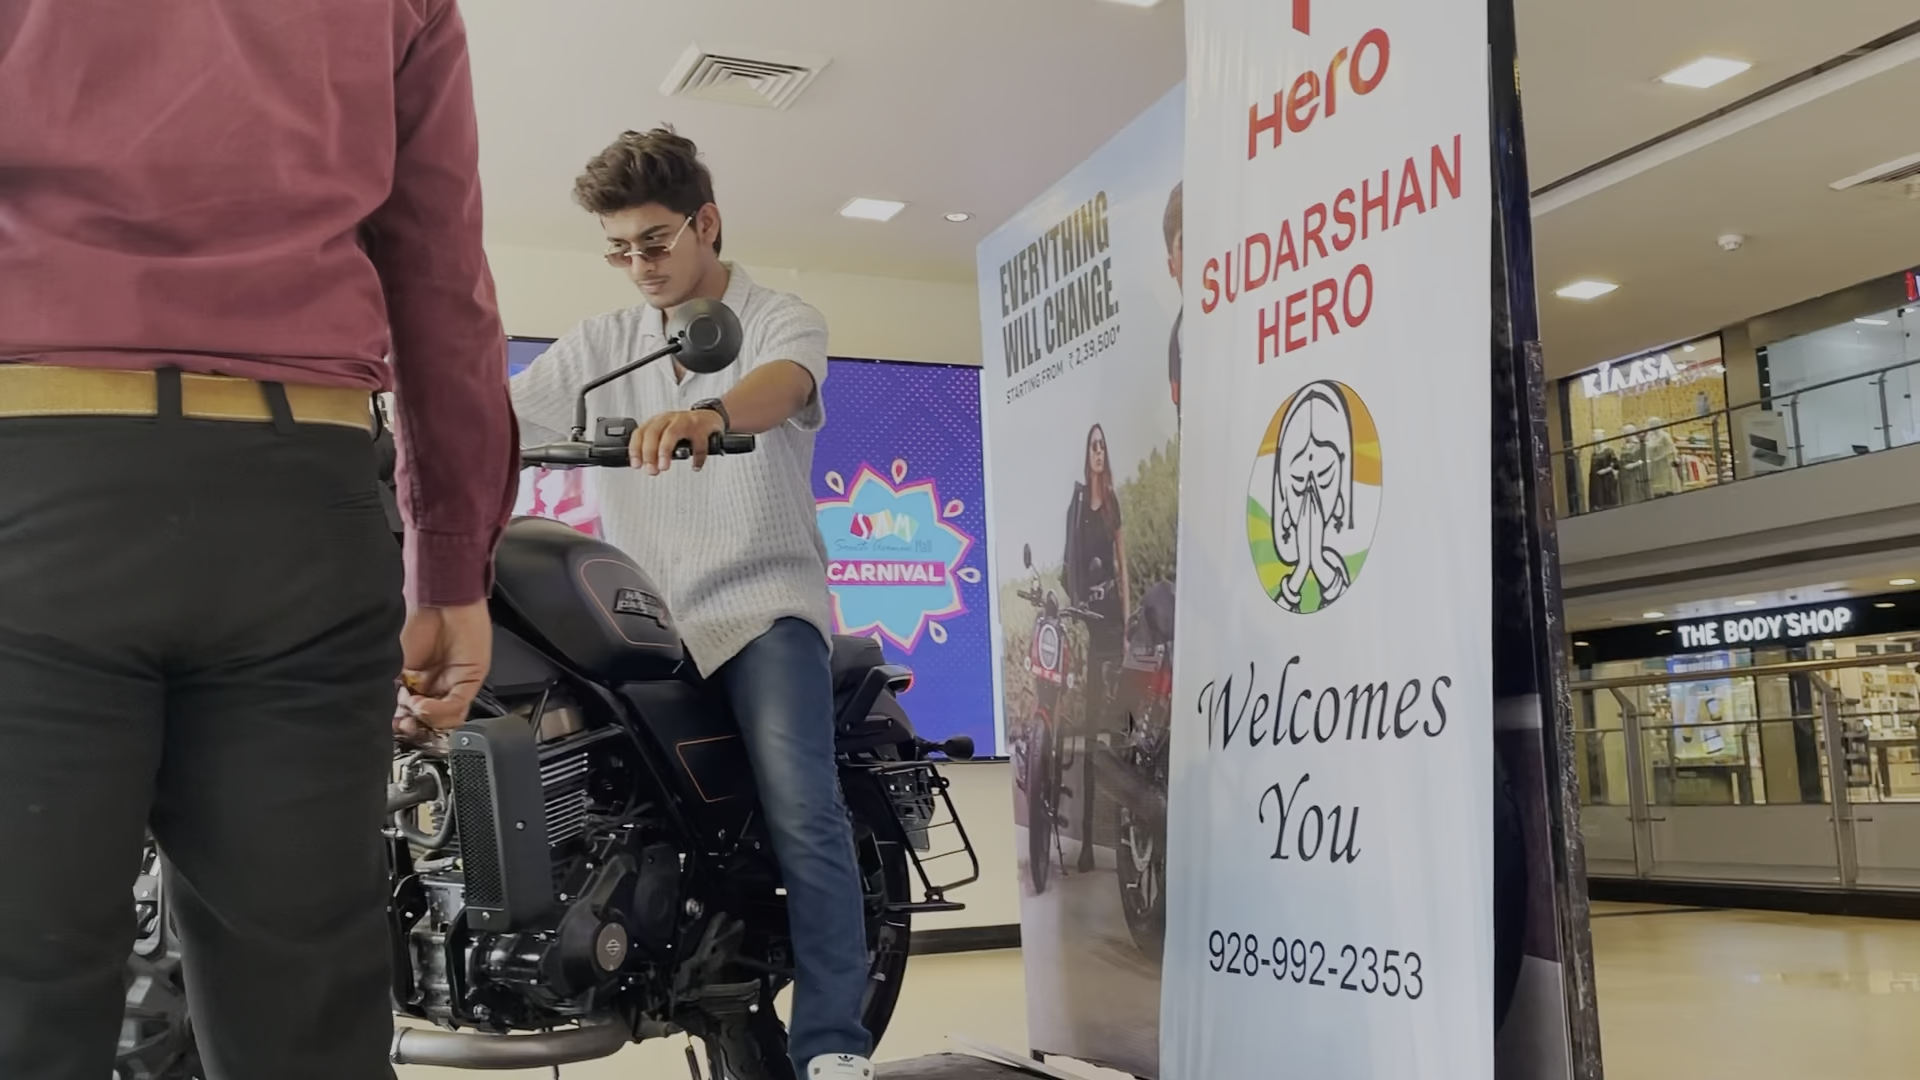 Hero
SUDARSHAN
HERO
Welcomes
You
928-992-2353
EVERYTHING
WILL CHANGE.
STARTING FROM ₹ 2,39,500*
Mall
CARNIVAL
KIAASA
THE BODY SHOP